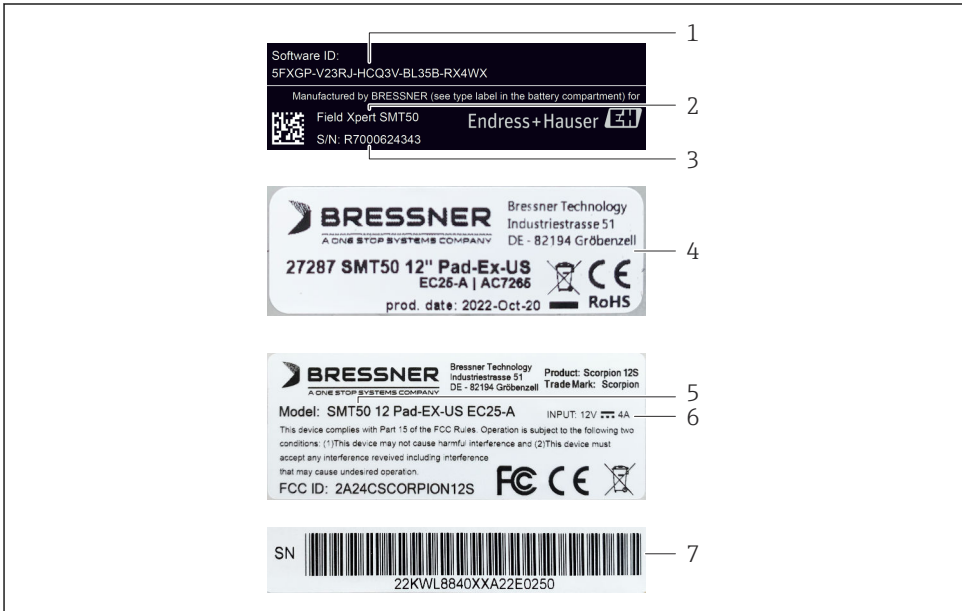 1
Software ID:
5FXGP-V23RJ-HCQ3V-BL35B-RX4WX
Manufactured by BRESSNER (see type label in the battery compartment) for
2
Field Xpert SMT50
Endress+Hauser EH
S/N: R7000624343
3
BRESSNER
A ONE STOP SYSTEMS COMPANY
Bressner Technology
Industriestrasse 51
DE - 82194 Gröbenzell
4
27287 SMT50 12" Pad-Ex-US
EC25-A | AC7265
CE
prod. date: 2022-Oct-20
RoHS
BRESSNER
A ONE STOP SYSTEMS COMPANY
Bressner Technology
Industriestrasse 51
DE - 82194 Gröbenzell
Product: Scorpion 12S
Trade Mark: Scorpion
5
Model: SMT50 12 Pad-EX-US EC25-A
INPUT: 12V 4A
6
This device complies with Part 15 of the FCC Rules. Operation is subject to the following two
conditions: (1)This device may not cause harmful interference and (2)This device must
accept any interference reveived including interference
that may cause undesired operation.
FCC ID: 2A24CSCORPION12S
FC CE
SN
7
22KWL8840XXA22E0250